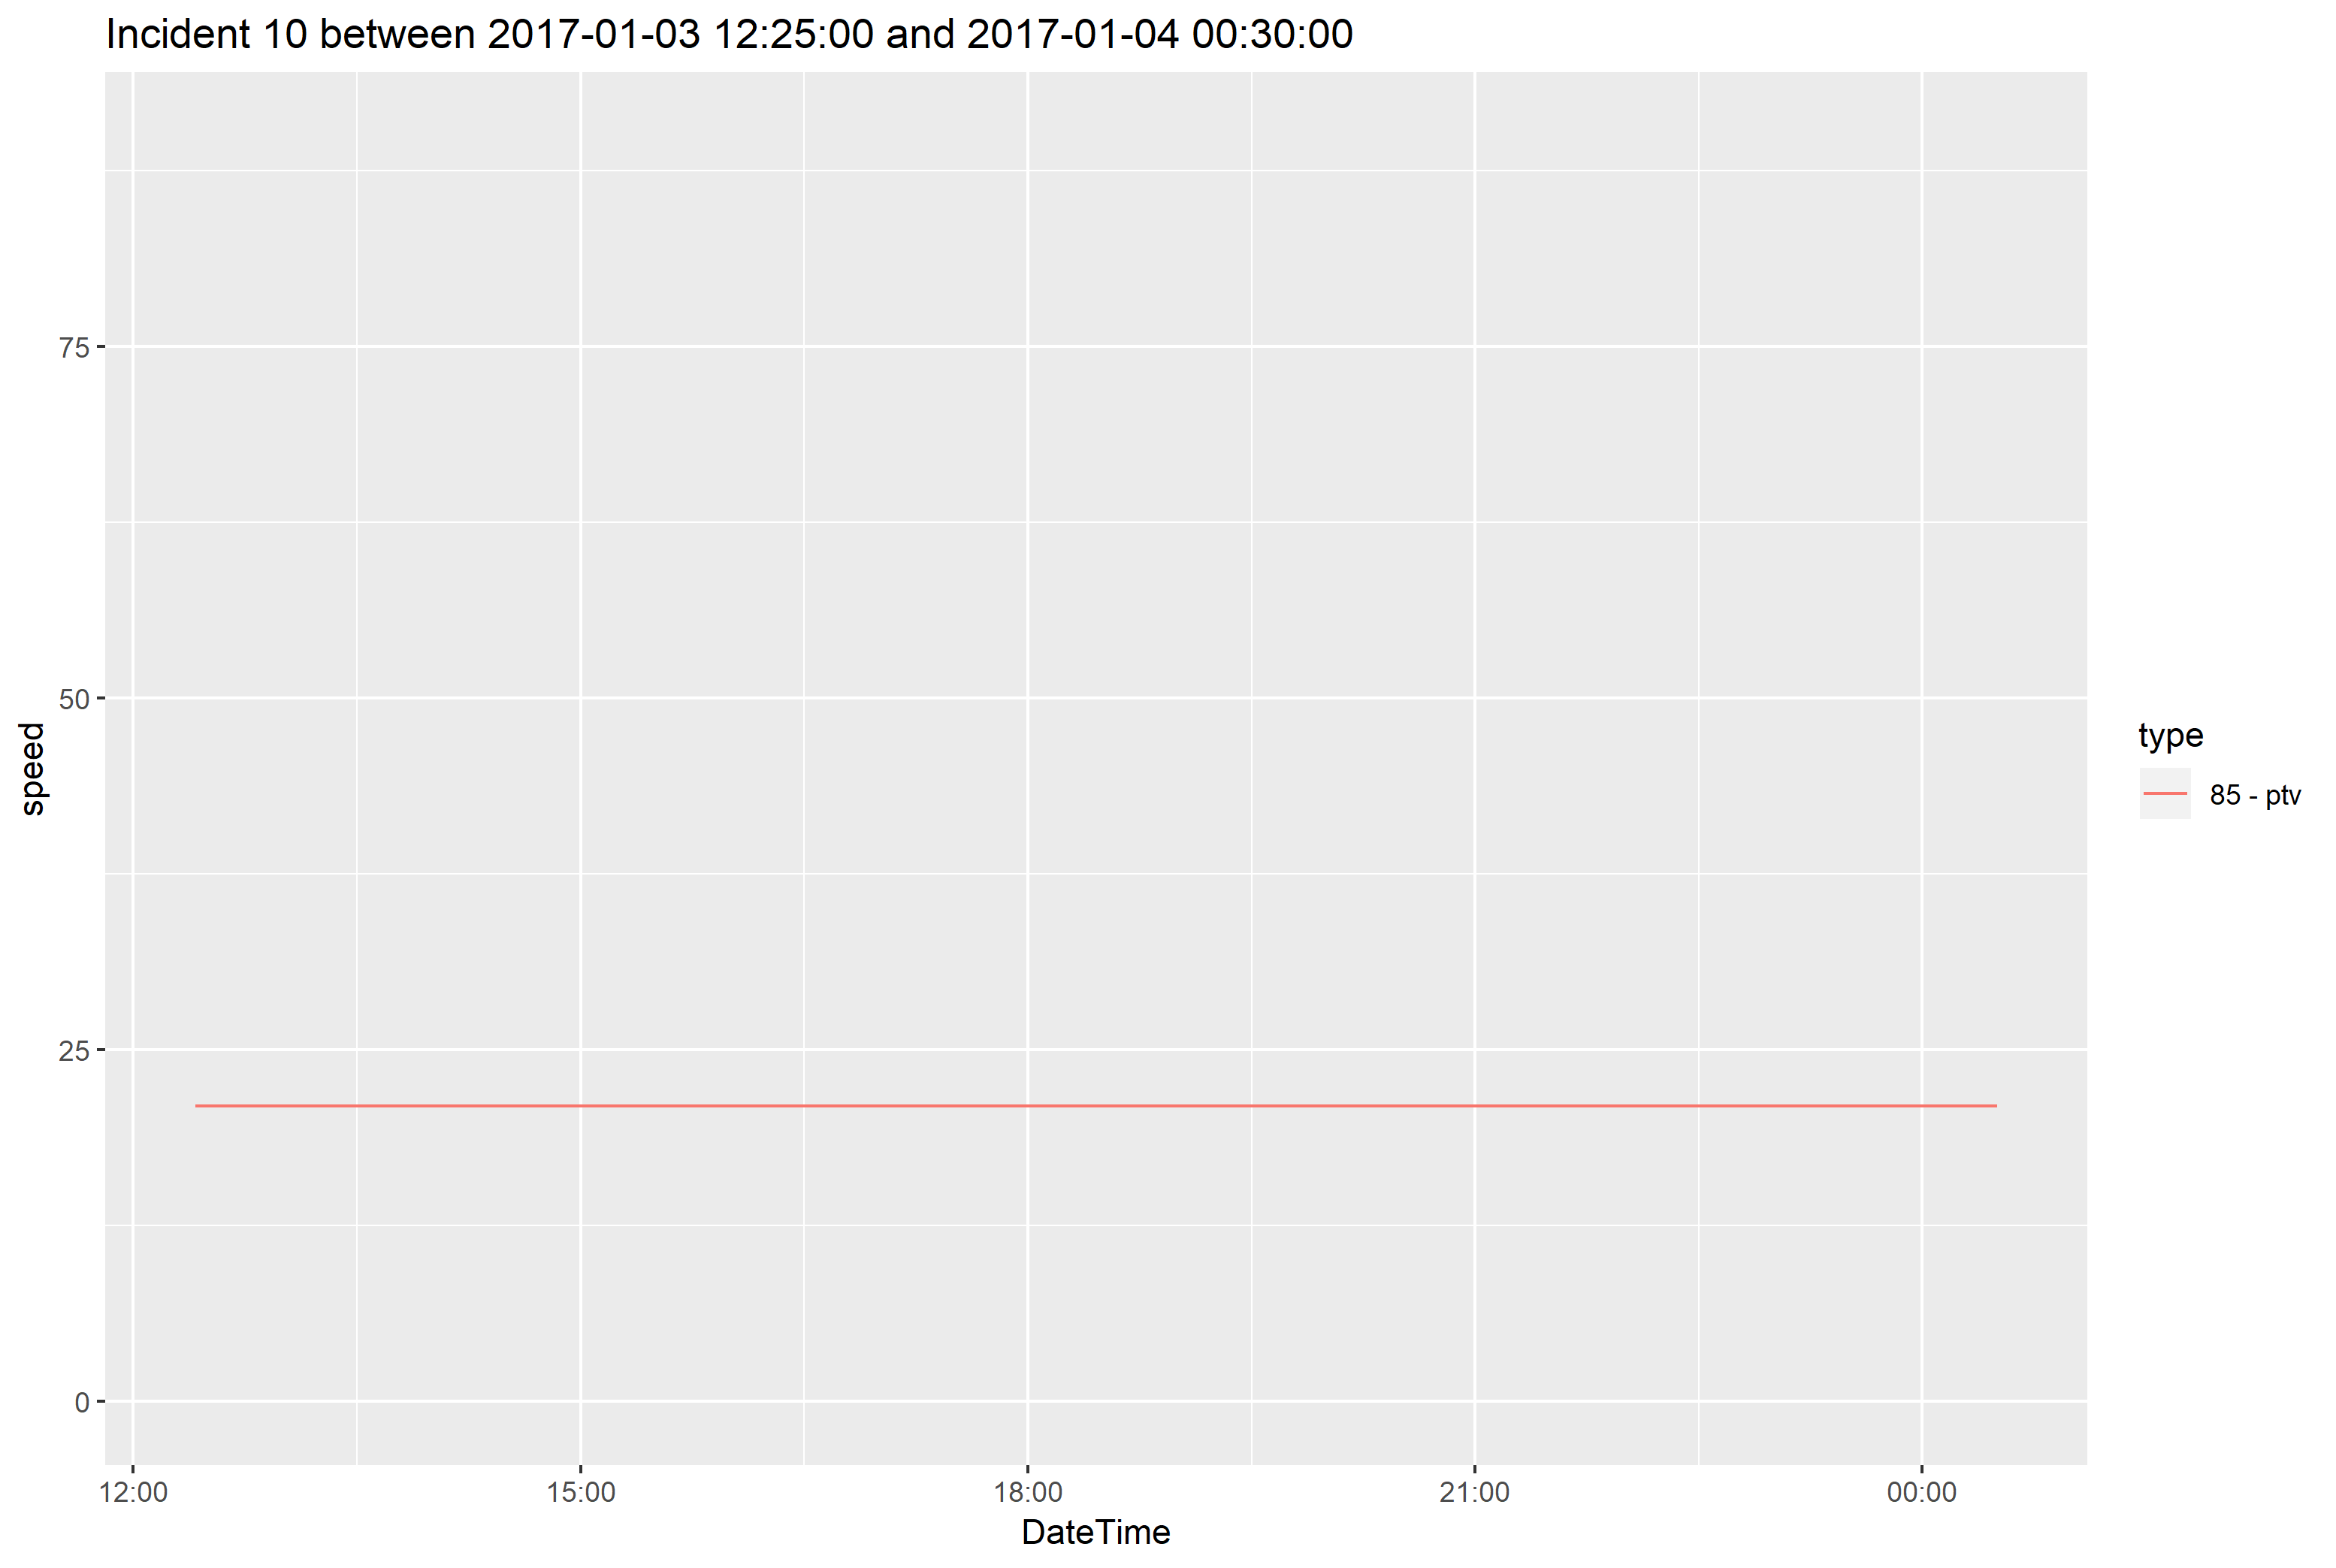 Incident 10 between 2017-01-03 12:25:00 and 2017-01-04 00:30:00
75
50
25
0
speed
12:00 15:00 18:00 21:00 00:00
DateTime
type
85 - ptv